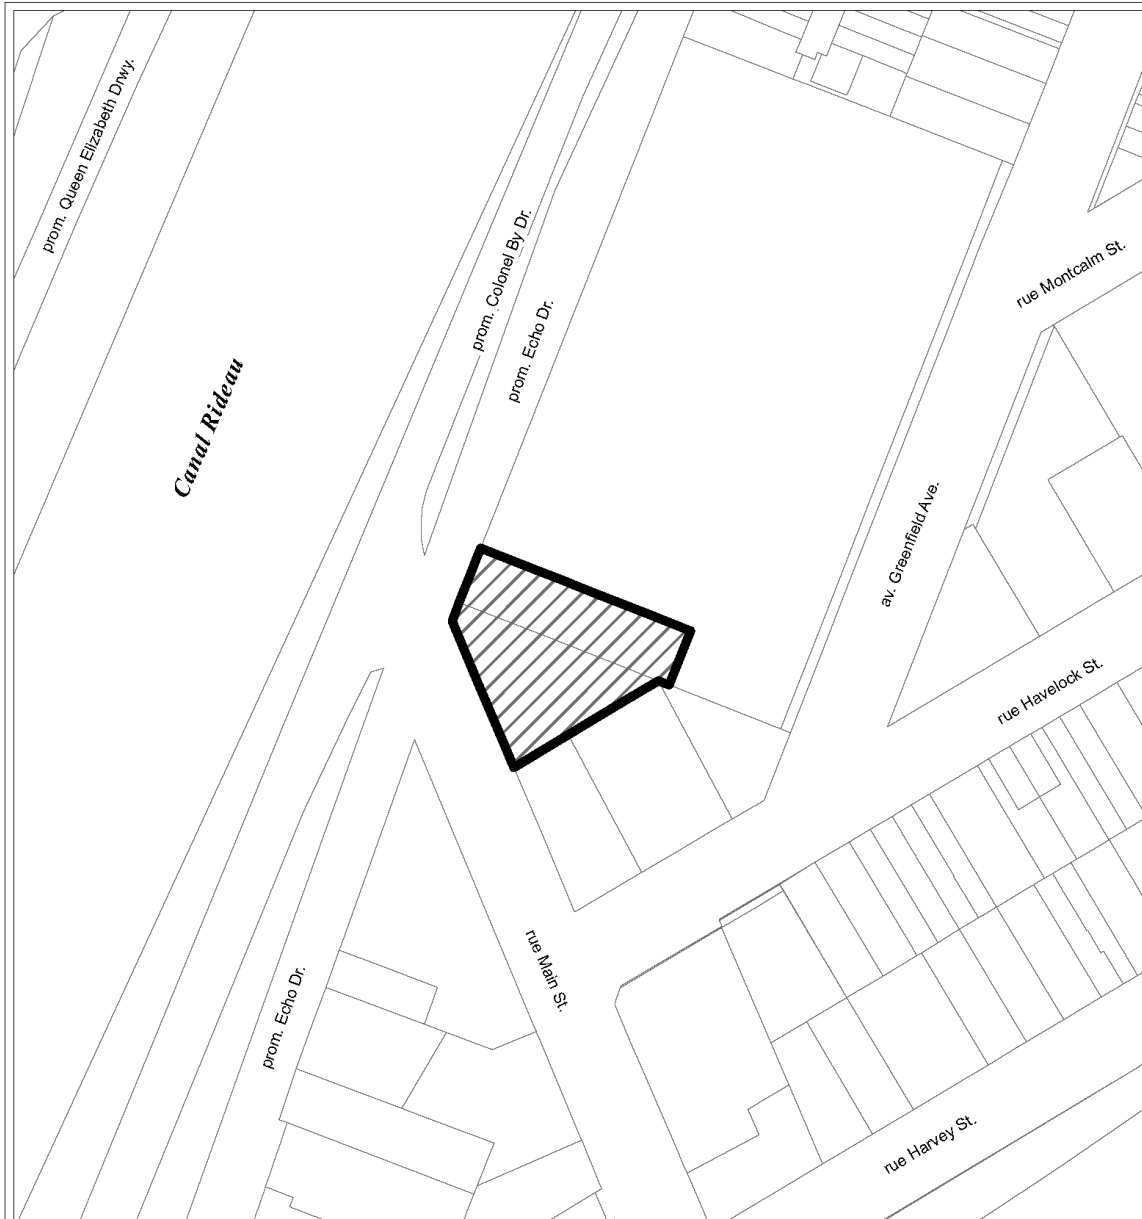 prom. Queen Elizabeth Drwy.
prom. Colonel By Dr.
rue Montcalm St.
prom. Echo Dr.
Canal Rideau
av. Greenfield Ave.
rue Havelock St.
rue Main St.
prom. Echo Dr.
rue Harvey St.